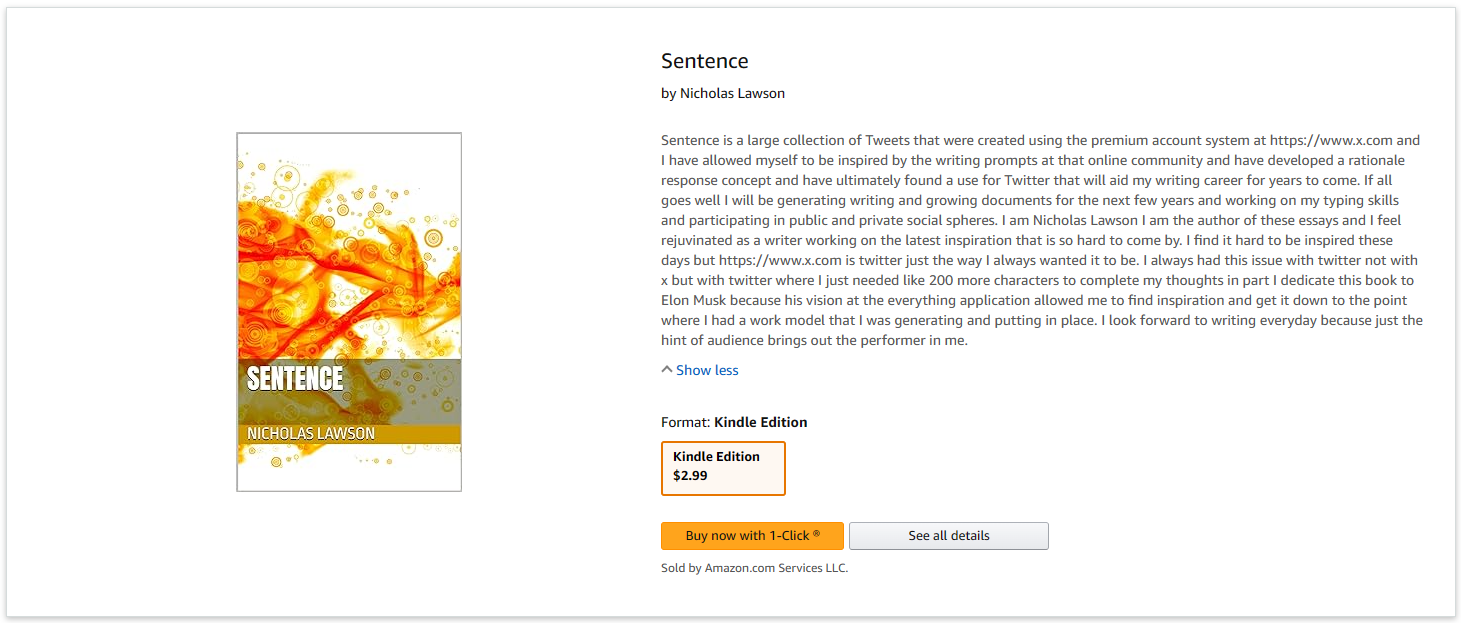 Sentence
by Nicholas Lawson
Sentence is a large collection of Tweets that were created using the premium account system at https://www.x.com and
I have allowed myself to be inspired by the writing prompts at that online community and have developed a rationale
response concept and have ultimately found a use for Twitter that will aid my writing career for years to come. If all
goes well I will be generating writing and growing documents for the next few years and working on my typing skills
and participating in public and private social spheres. I am Nicholas Lawson I am the author of these essays and I feel
rejuvinated as a writer working on the latest inspiration that is so hard to come by. I find it hard to be inspired these
days but https://www.x.com is twitter just the way I always wanted it to be. I always had this issue with twitter not with
x but with twitter where I just needed like 200 more characters to complete my thoughts in part I dedicate this book to
Elon Musk because his vision at the everything application allowed me to find inspiration and get it down to the point
where I had a work model that I was generating and putting in place. I look forward to writing everyday because just the
hint of audience brings out the performer in me.
Show less
SENTENCE
NICHOLAS LAWSON
Format: Kindle Edition
Kindle Edition
$2.99
Buy now with 1-Click ®
See all details
Sold by Amazon.com Services LLC.